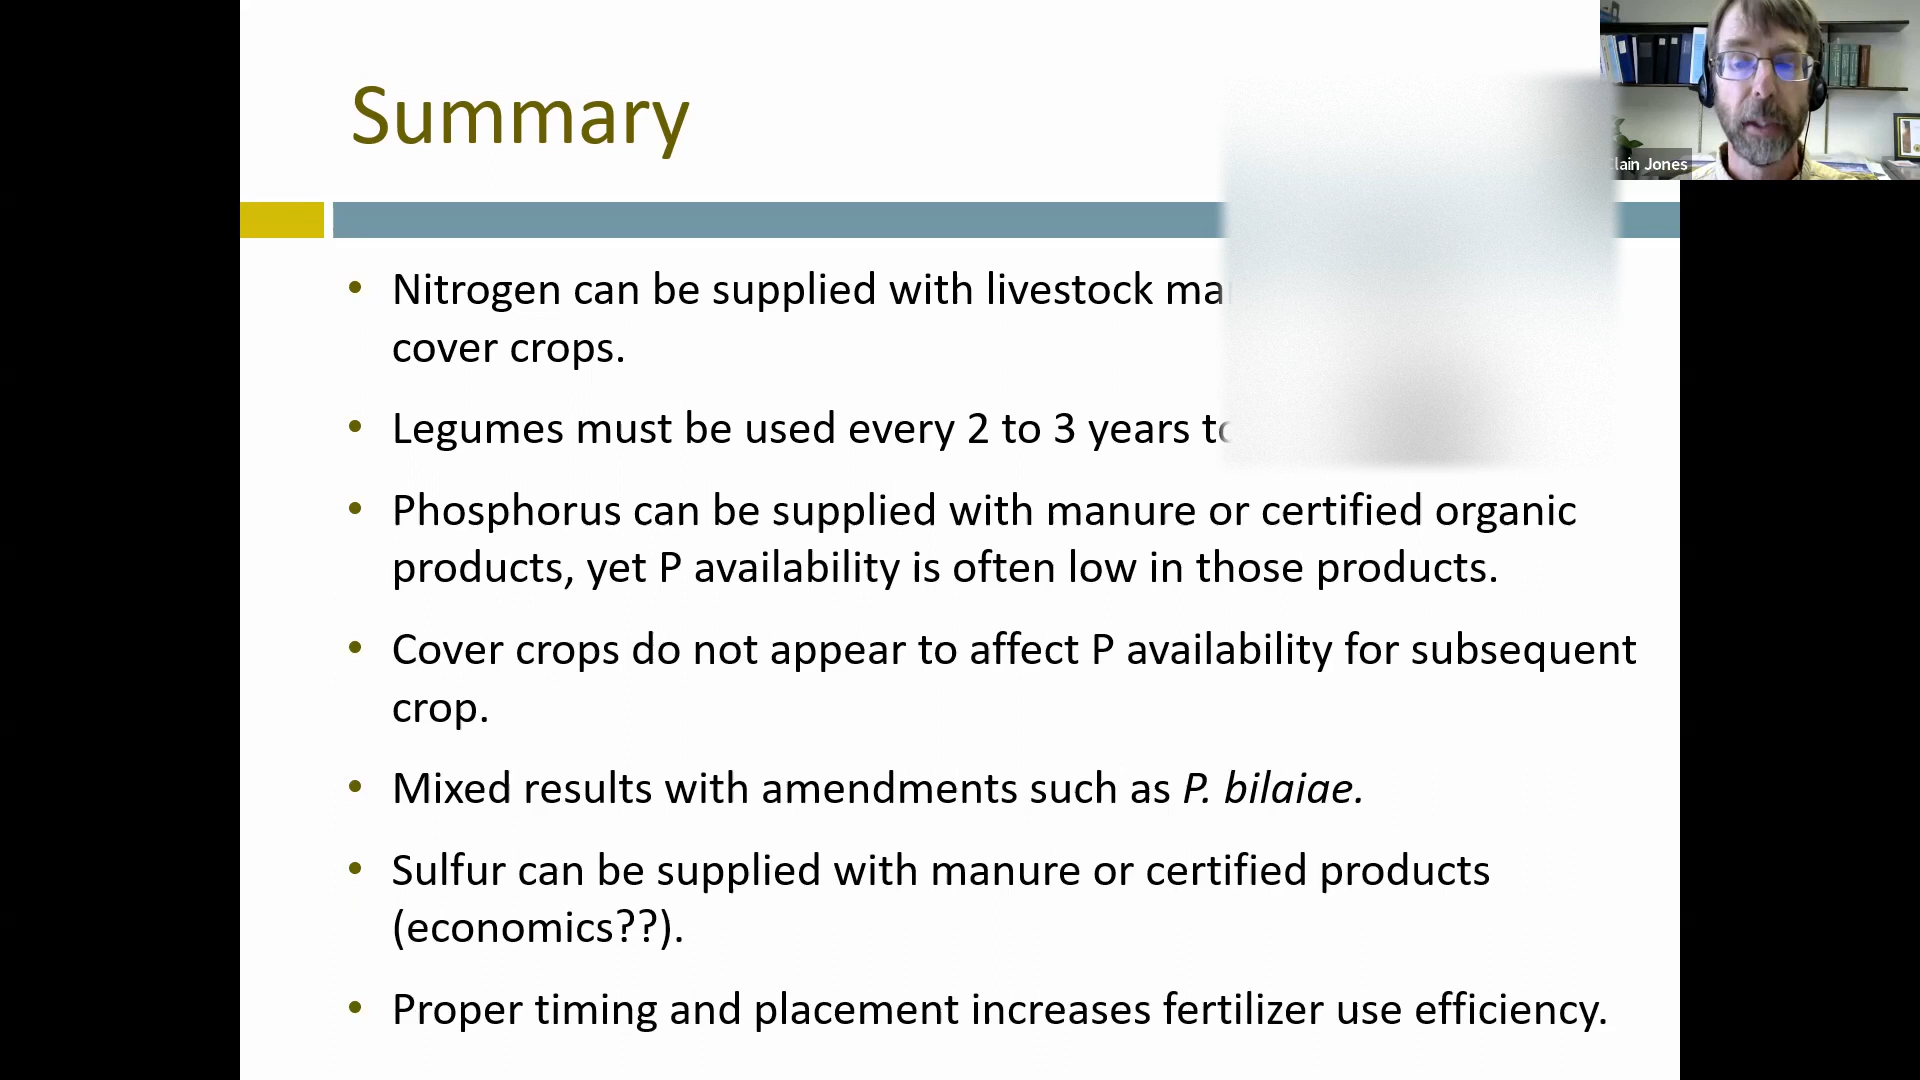 Summary
lain Jones
Nitrogen can be supplied with livestock
cover crops.
Legumes must be used every 2 to 3 years
Phosphorus can be supplied with manure or certified organic
products, yet P availability is often low in those products.
Cover crops do not appear to affect P availability for subsequent
crop.
Mixed results with amendments such as P. bilaiae.
Sulfur can be supplied with manure or certified products
(economics??).
Proper timing and placement increases fertilizer use efficiency.